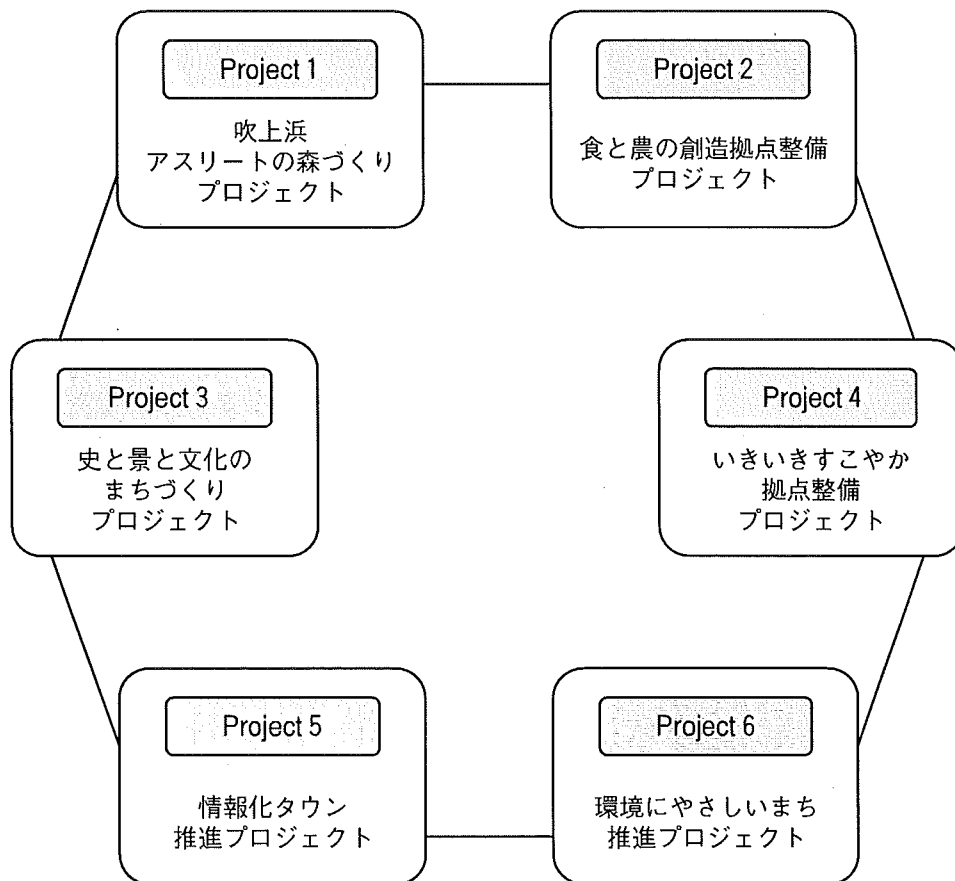 Project 1
吹上浜
アスリートの森づくり
プロジェクト
Project 2
食と農の創造拠点整備
プロジェクト
Project 3
史と景と文化の
まちづくり
プロジェクト
Project 4
いきいきすこやか
拠点整備
プロジェクト
Project 5
情報化タウン
推進プロジェクト
Project 6
環境にやさしいまち
推進プロジェクト